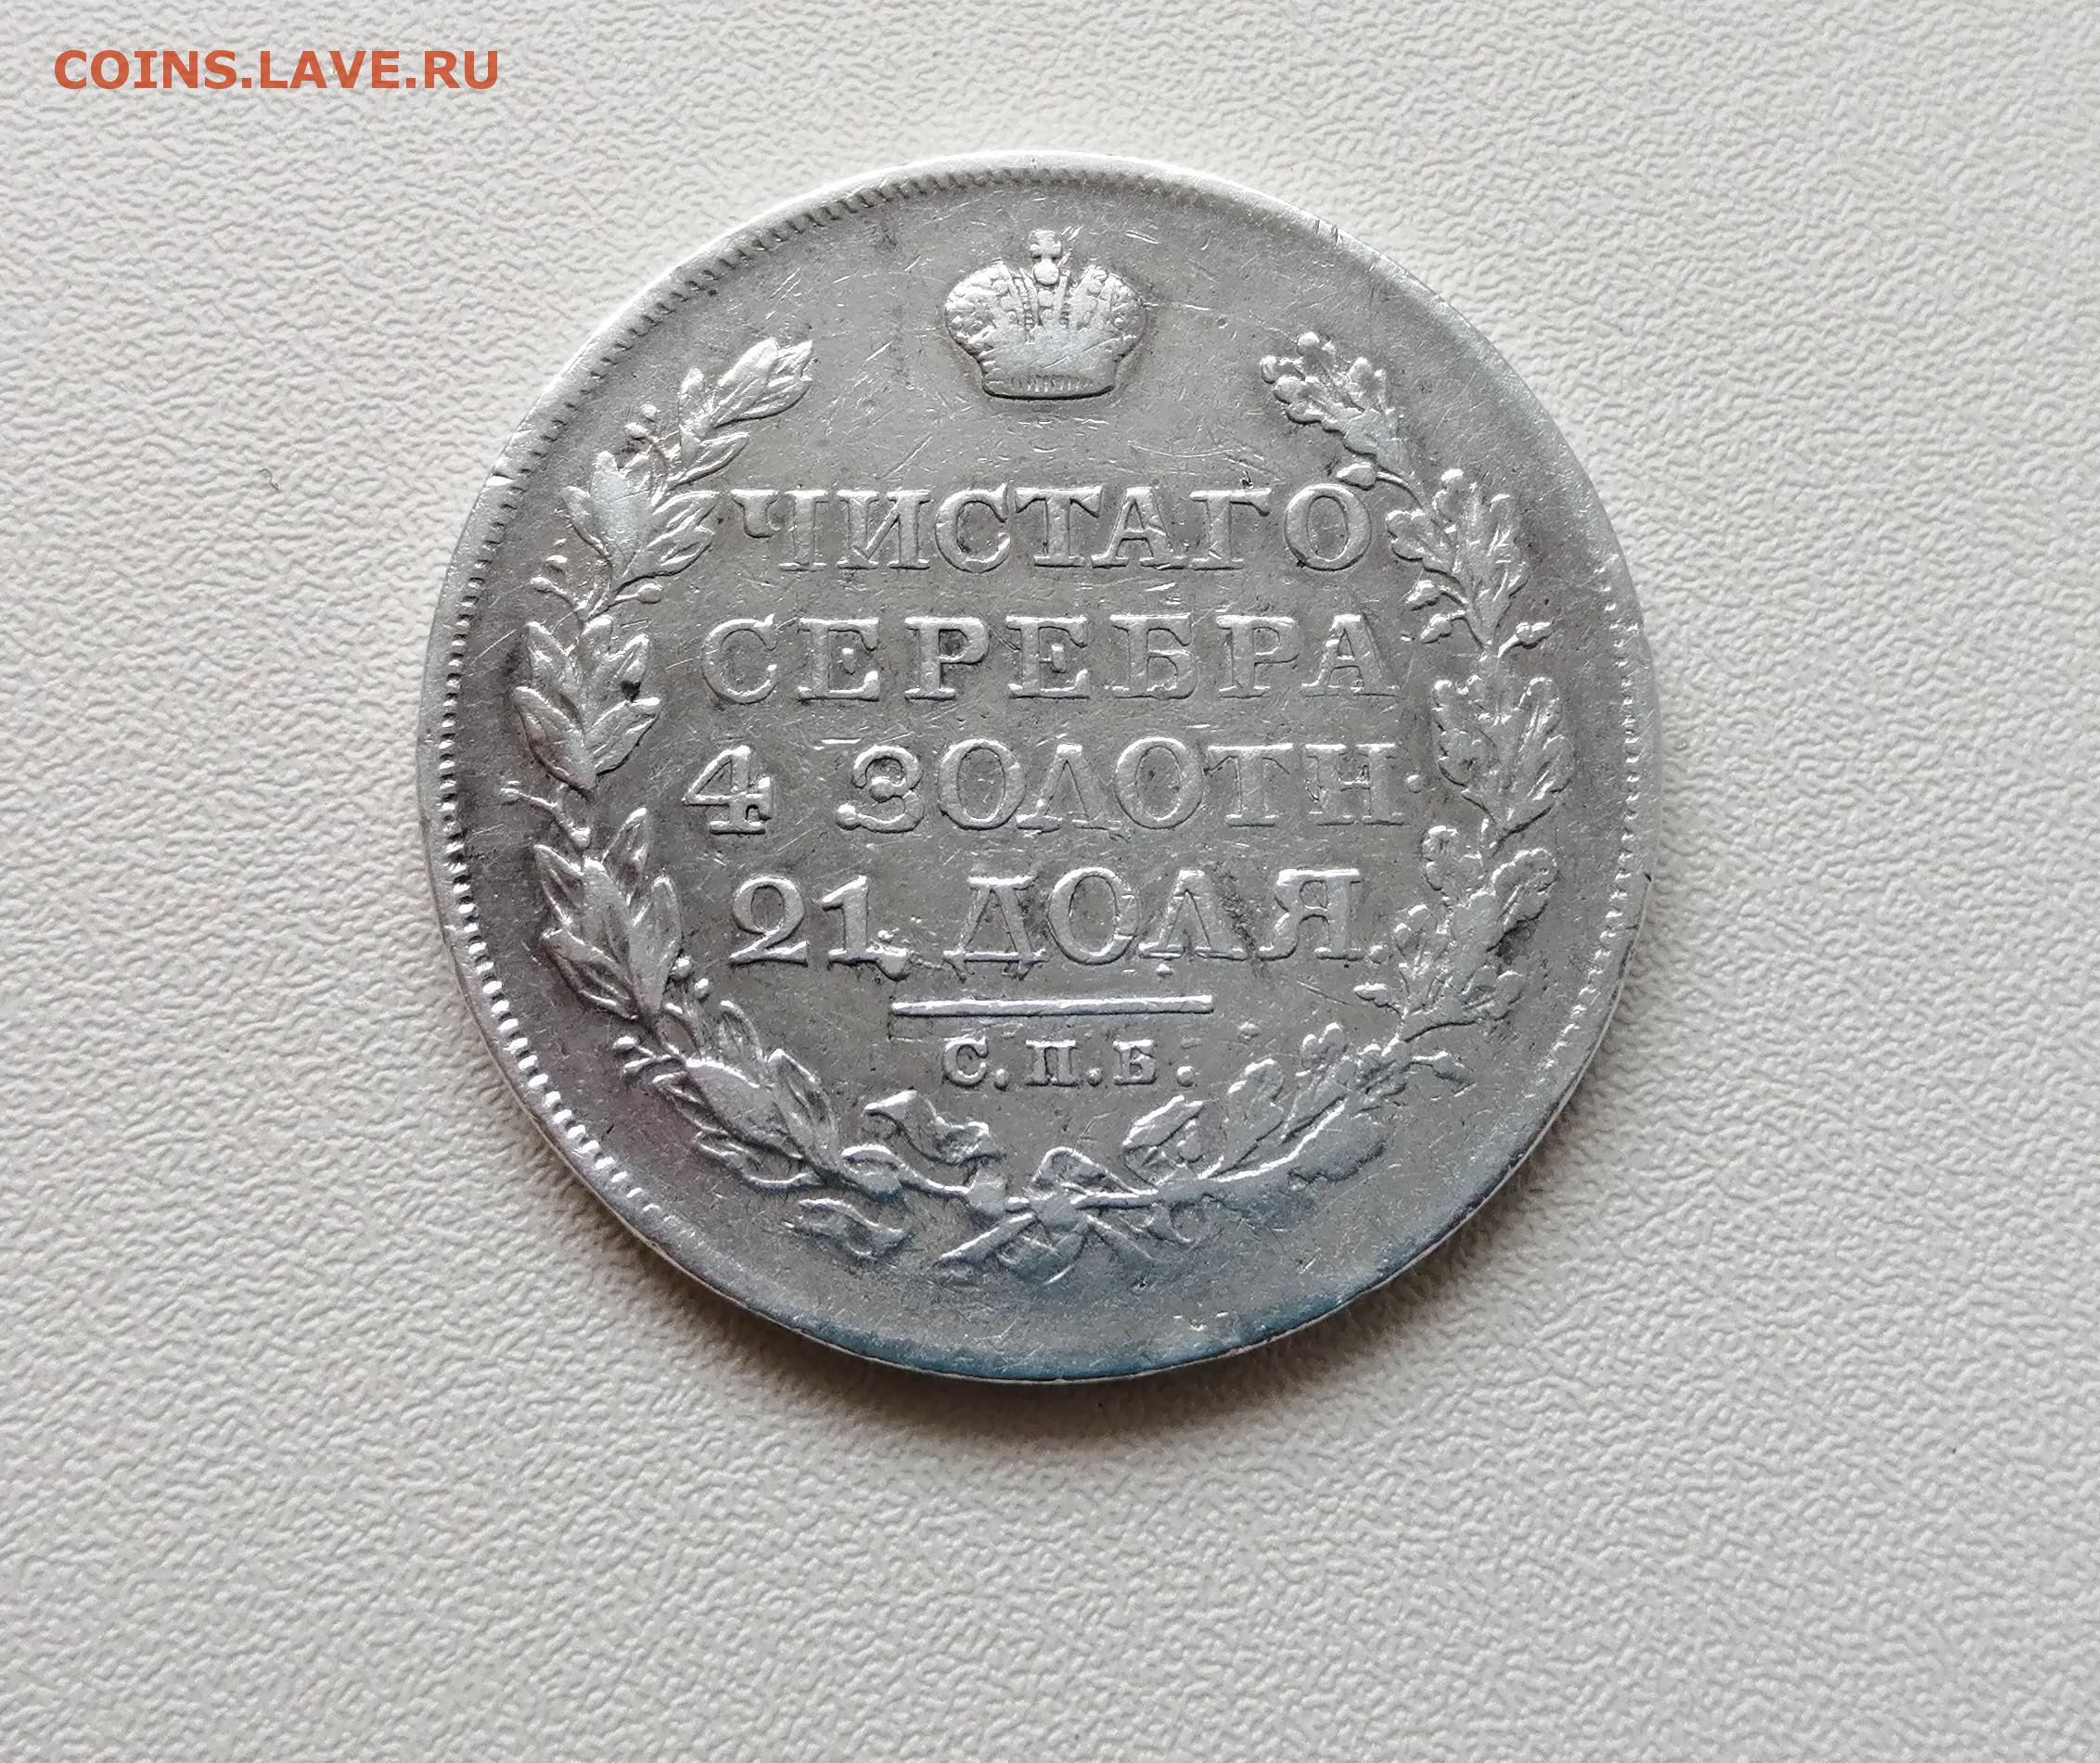 COINS.LAVE.RU
ЧИСТАГО
СЕРЕБРА
4 ЗОЛОТН.
21 ДОЛЯ.
С.П.Б.